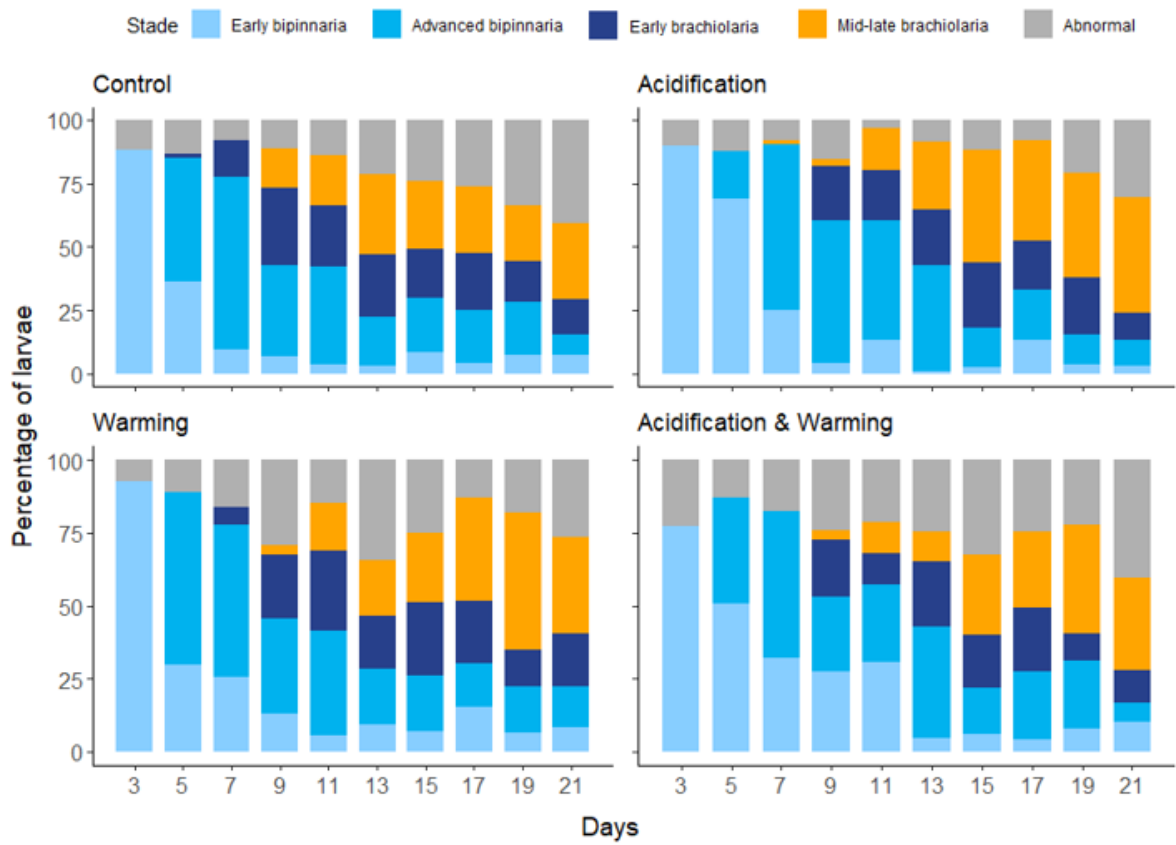 Stade Early bipinnaria Advanced bipinnaria Early brachiolaria Mid-late brachiolaria Abnormal
Control
Acidification
100
75
50
25
0
Warming
Acidification & Warming
100
75
50
25
0
3 5 7 9 11 13 15 17 19 21
3 5 7 9 11 13 15 17 19 21
Percentage of larvae
Days